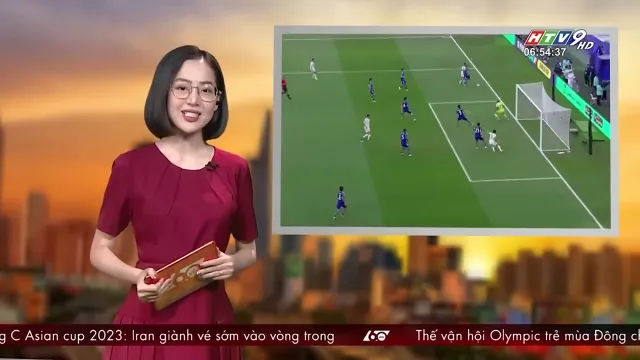 HTV9 HD
06:54:37
g C Asian cup 2023: Iran giành vé sớm vào vòng trong
Thế vận hội Olympic trẻ mùa Đông c